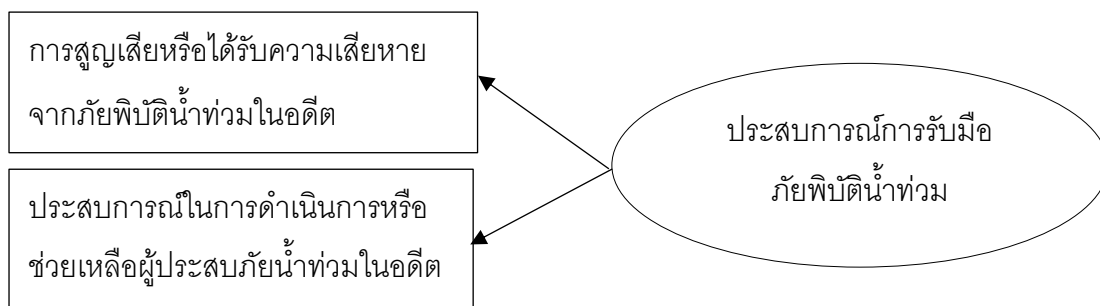 การสูญเสียหรือได้รับความเสียหาย
จากภัยพิบัติน้ำท่วมในอดีต
ประสบการณ์ในการดำเนินการหรือ
ช่วยเหลือผู้ประสบภัยน้ำท่วมในอดีต
ประสบการณ์การรับมือ
ภัยพิบัติน้ำท่วม